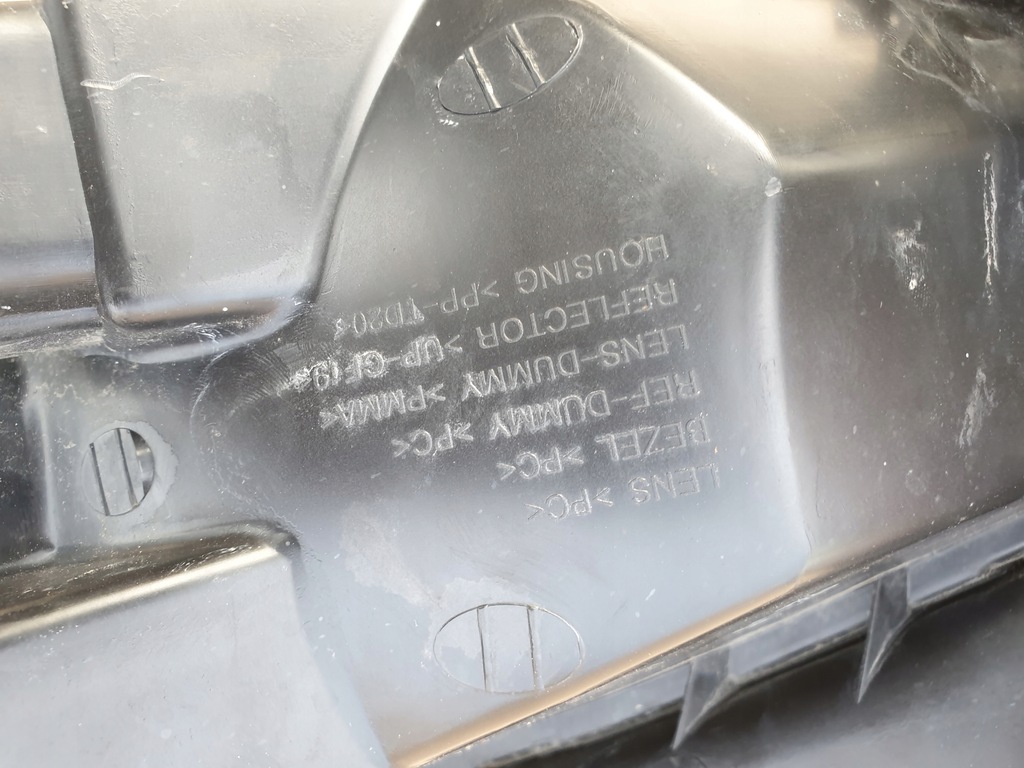 LENS >PC<
BEZEL >PC<
REF-DUMMY >PC<
LENS-DUMMY >PMMA<
REFLECTOR >UP-GF19<
HOUSING >PP-TD20<